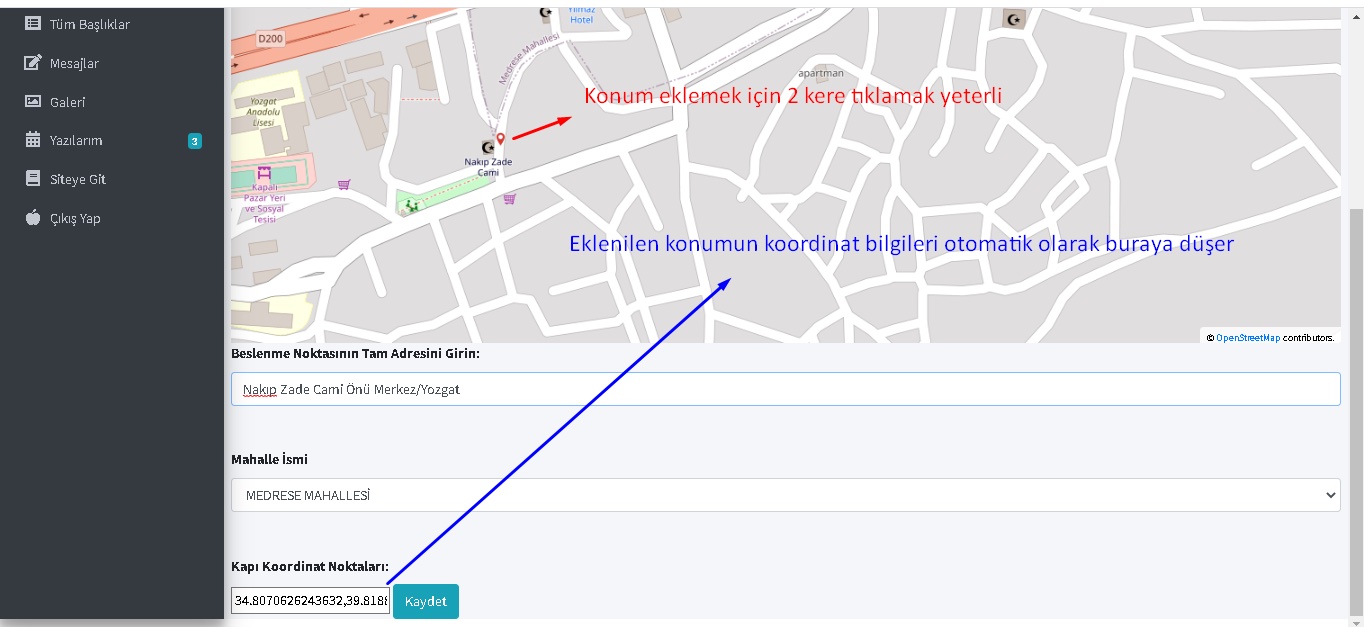 Tüm Başlıklar
Mesajlar
Galeri
Yazılarım
3
Siteye Git
Çıkış Yap
D200
Yılmaz
Hotel
Medrese Mahallesi
apartman
Yozgat
Anadolu
Lisesi
Konum eklemek için 2 kere tıklamak yeterli
Nakıp Zade
Cami
Kapalı
Pazar Yeri
ve Sosyal
Tesisi
Eklenilen konumun koordinat bilgileri otomatik olarak buraya düşer
© OpenStreetMap contributors.
Beslenme Noktasının Tam Adresini Girin:
Nakıp Zade Cami Önü Merkez/Yozgat
Mahalle İsmi
MEDRESE MAHALLESİ
Kapı Koordinat Noktaları:
34.8070626243632,39.818
Kaydet